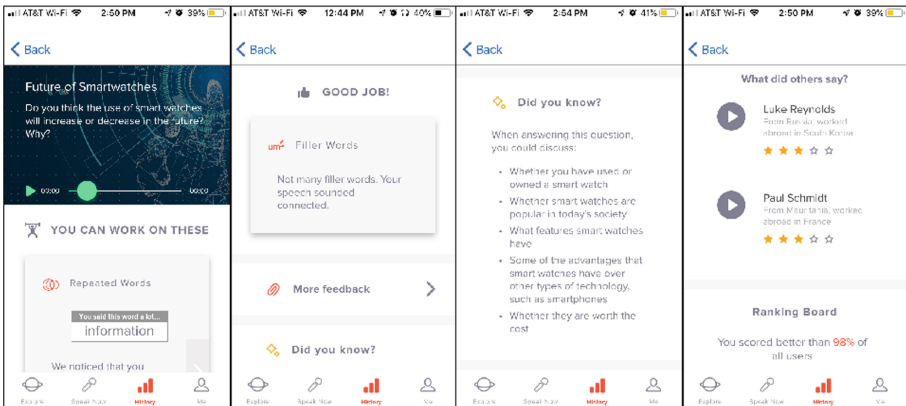 AT&T Wi-Fi 2:50 PM 39%
Back
Future of Smartwatches
Do you think the use of smart watches
will increase or decrease in the future?
Why?
00:00 00:00
YOU CAN WORK ON THESE
Repeated Words
You said this word a lot...
information
We noticed that you
Explore Speak Now History Me
AT&T Wi-Fi 12:44 PM 40%
Back
GOOD JOB!
um Filler Words
Not many filler words. Your
speech sounded
connected.
More feedback
Did you know?
Explore Speak Now History Me
AT&T Wi-Fi 2:54 PM 41%
Back
Did you know?
When answering this question,
you could discuss:
• Whether you have used or
owned a smart watch
• Whether smart watches are
popular in today's society
• What features smart watches
have
• Some of the advantages that
smart watches have over
other types of technology,
such as smartphones
• Whether they are worth the
cost
Explore Speak Now History Me
AT&T Wi-Fi 2:50 PM 39%
Back
What did others say?
Luke Reynolds
From Russia, worked
abroad in South Korea
Paul Schmidt
From Mauritania, worked
abroad in France
Ranking Board
You scored better than 98% of
all users
Explore Speak Now History Me